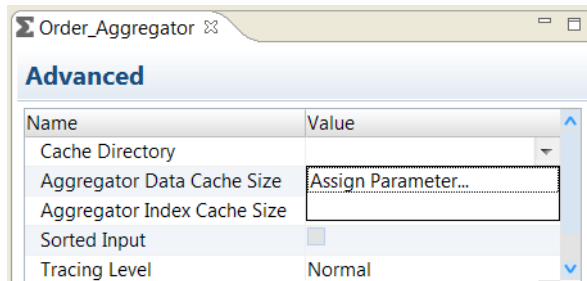 Order_Aggregator
Advanced
Name Value
Cache Directory
Aggregator Data Cache Size Assign Parameter...
Aggregator Index Cache Size
Sorted Input
Tracing Level Normal